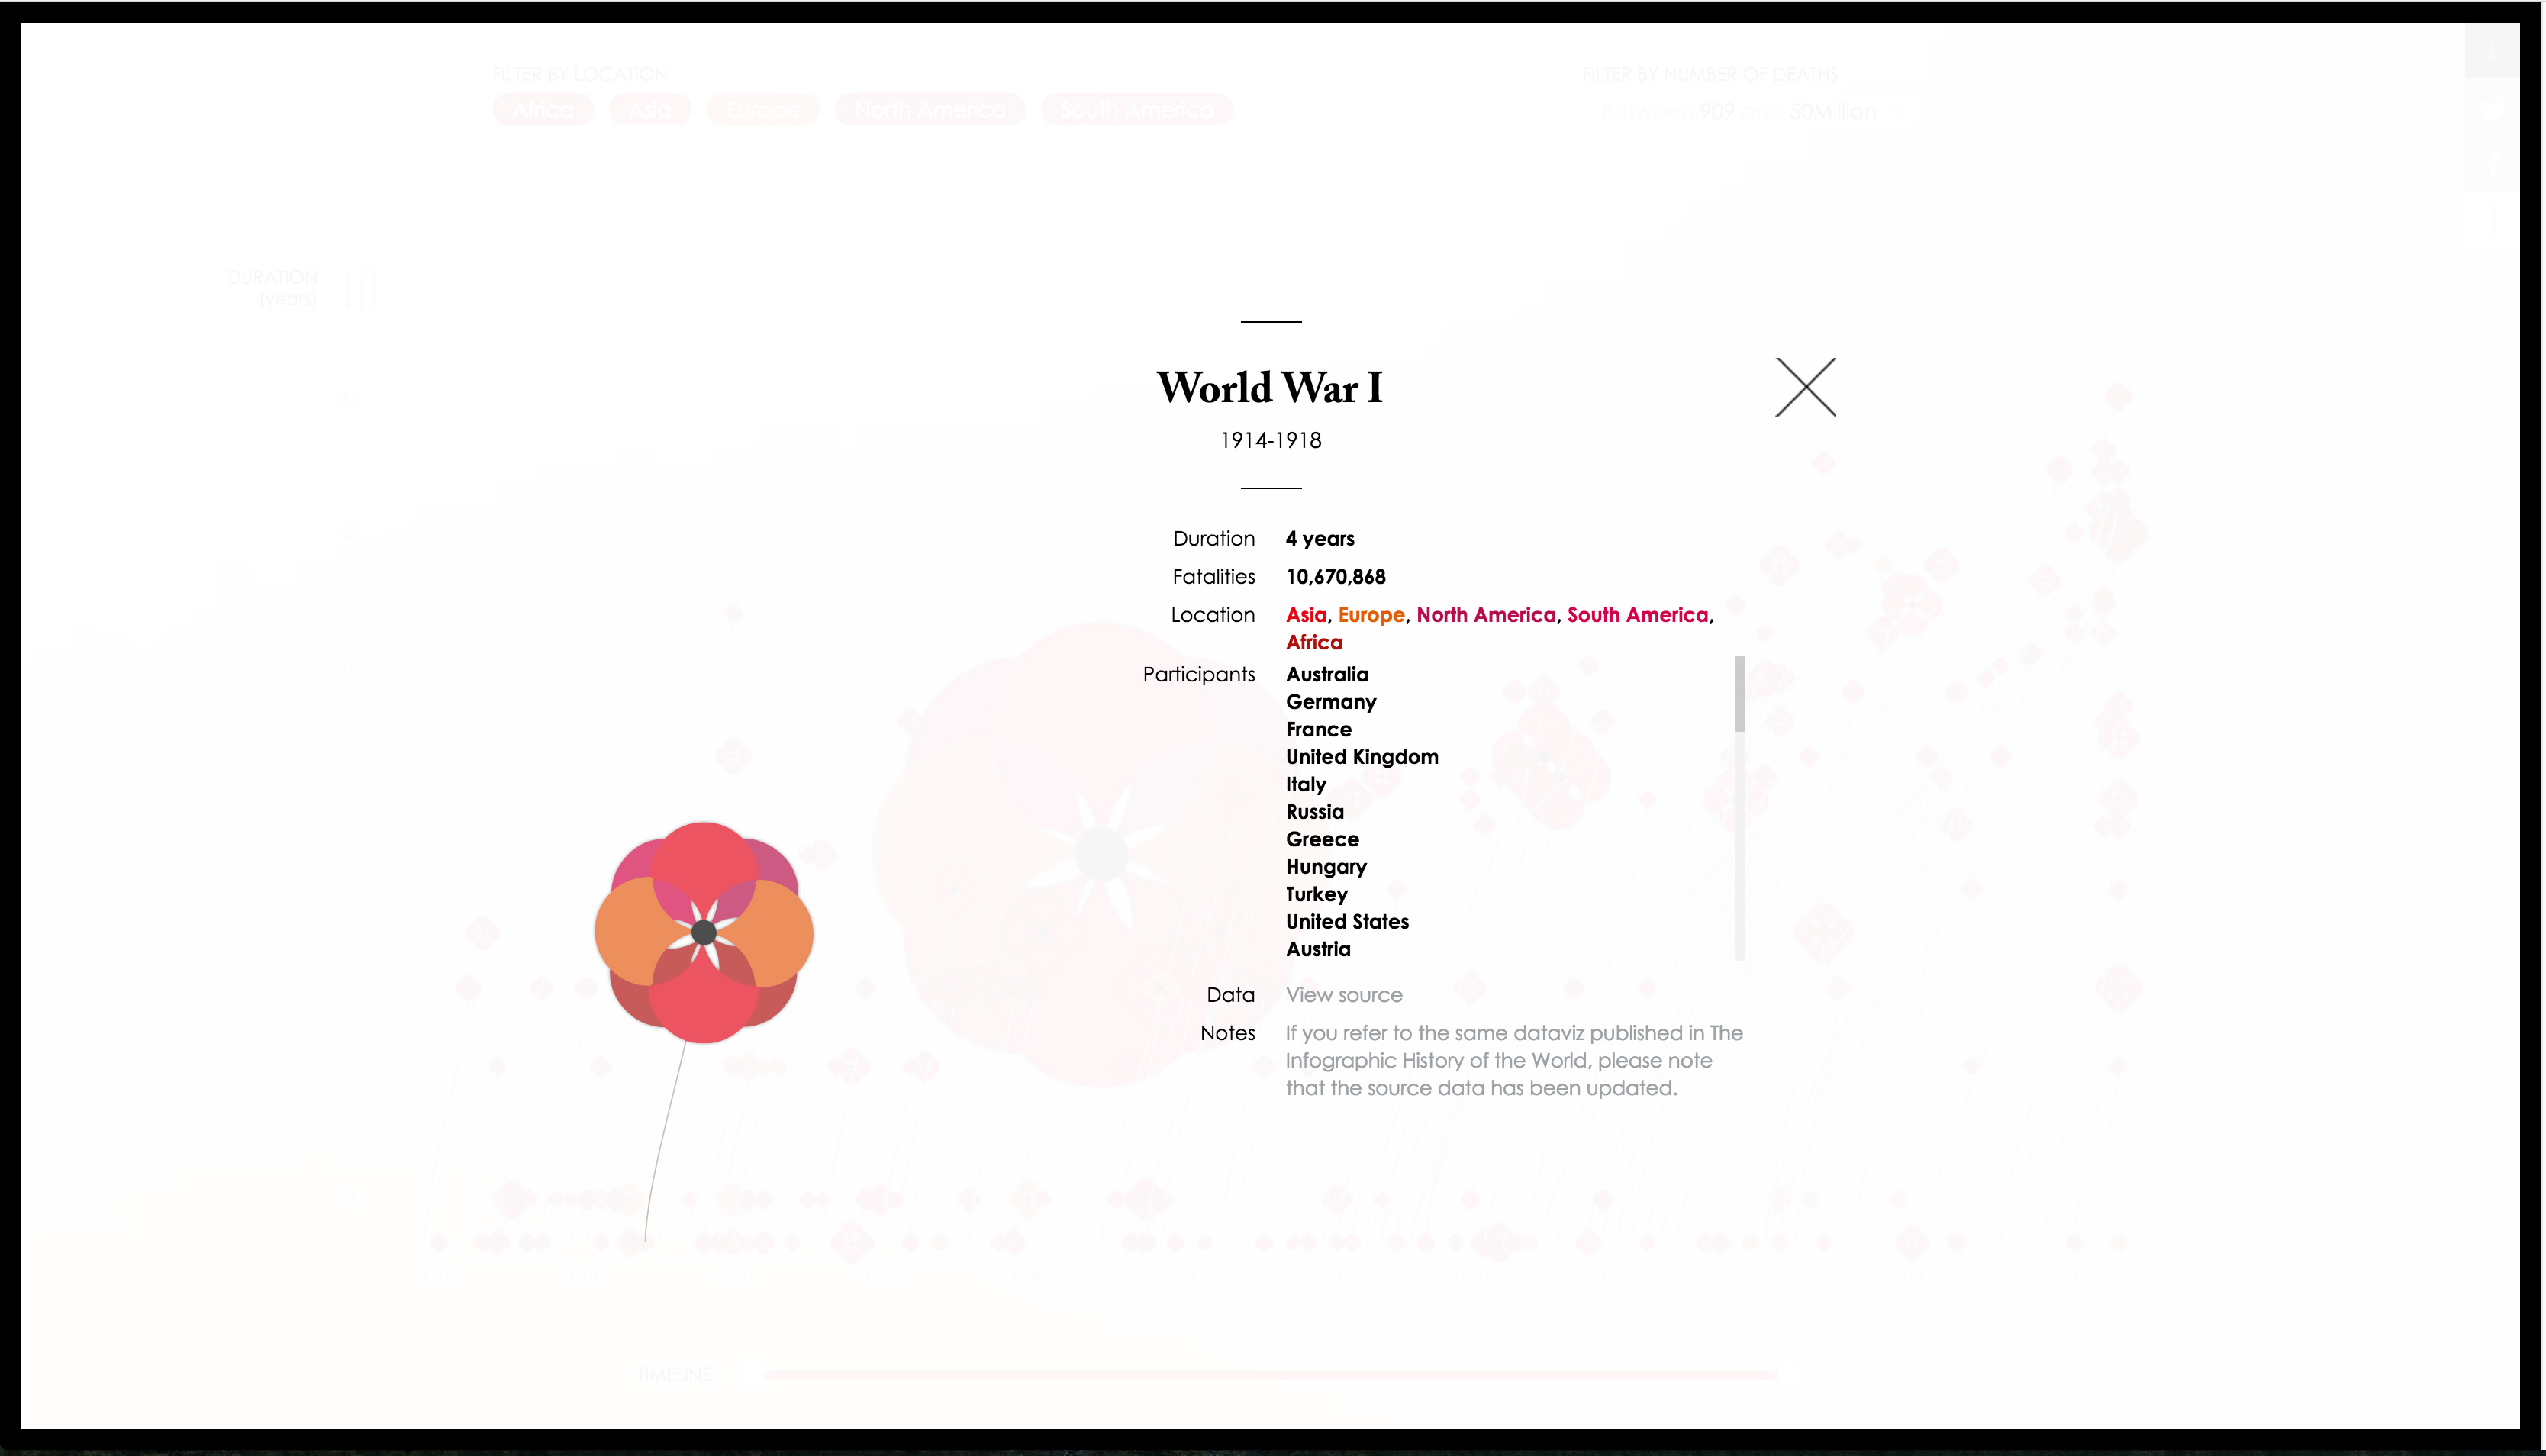 FILTER BY LOCATION
Africa Asia Europe North America South America
FILTER BY NUMBER OF DEATHS
Between 909 and 50Million
DURATION
(years)
World War I
1914-1918
Duration 4 years
Fatalities 10,670,868
Location Asia, Europe, North America, South America,
Africa
Participants Australia
Germany
France
United Kingdom
Italy
Russia
Greece
Hungary
Turkey
United States
Austria
Data View source
Notes If you refer to the same dataviz published in The
Infographic History of the World, please note
that the source data has been updated.
TIMELINE